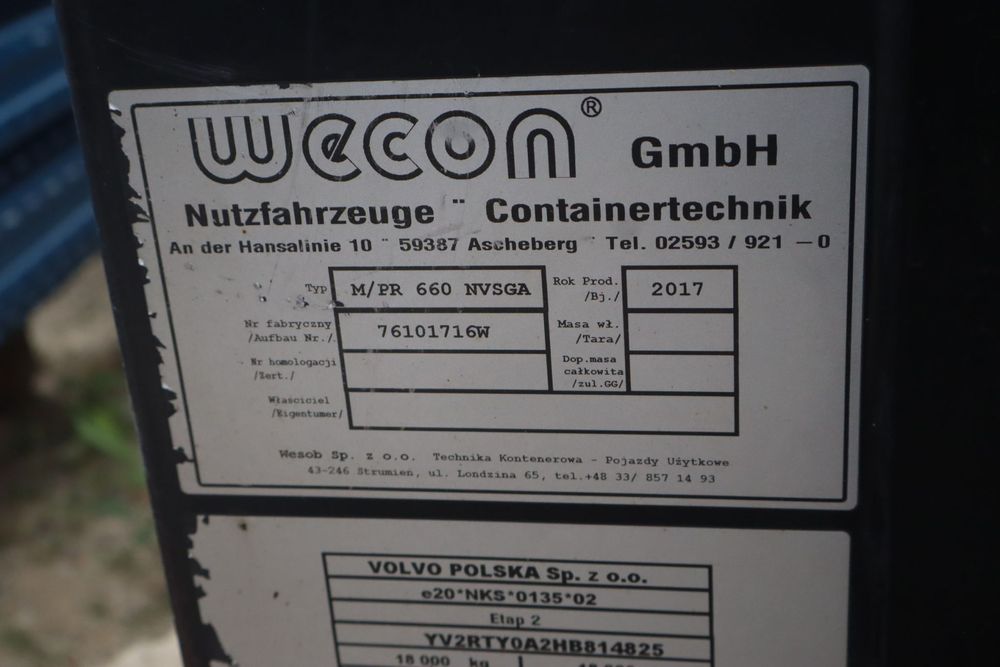 wecon® GmbH
Nutzfahrzeuge ¨ Containertechnik
An der Hansalinie 10 ¨ 59387 Ascheberg ¨ Tel. 02593 / 921 – 0
Typ M/PR 660 NVSGA Rok Prod. /Bj./ 2017
Nr fabryczny /Aufbau Nr./ 76101716W Masa wł. /Tara/
Nr homologacji /Zert./ Dop.masa całkowita /zul.GG/
Właściciel /Eigentumer/
Wesob Sp. z o.o. Technika Kontenerowa - Pojazdy Użytkowe
43-246 Strumień, ul. Londzina 65, tel.+48 33/ 857 14 93
VOLVO POLSKA Sp. z o.o.
e20*NKS*0135*02
Etap 2
YV2RTY0A2HB814825
18 000 kg